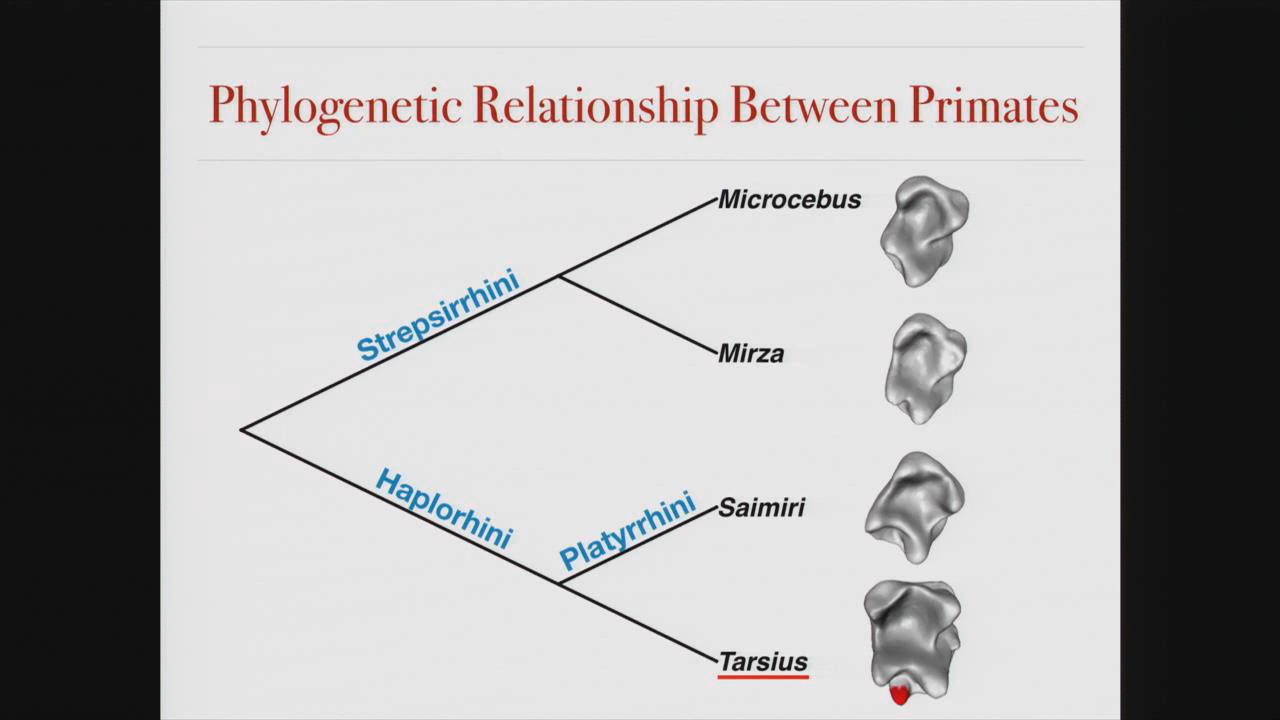 Phylogenetic Relationship Between Primates
Microcebus
Strepsirrhini
Mirza
Haplorhini
Platyrrhini
Saimiri
Tarsius